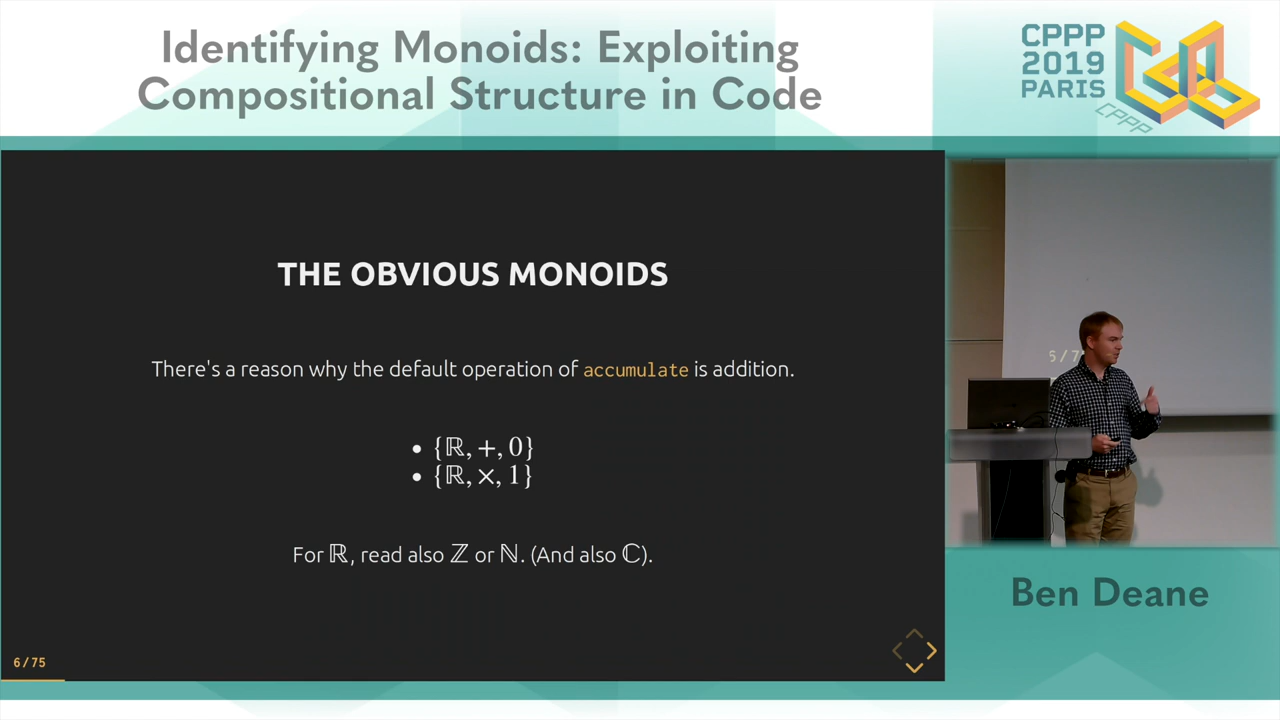 Identifying Monoids: Exploiting
Compositional Structure in Code
CPPP
2019
PARIS
CPPP
THE OBVIOUS MONOIDS
There's a reason why the default operation of accumulate is addition.
• {ℝ, +, 0}
• {ℝ, ×, 1}
For ℝ, read also ℤ or ℕ. (And also ℂ).
6/75
Ben Deane